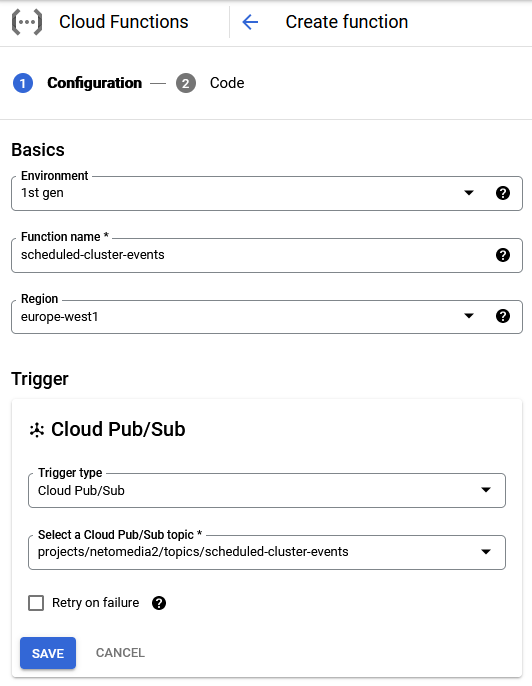 Cloud Functions Create function
1 Configuration — 2 Code
Basics
Environment
1st gen
Function name *
scheduled-cluster-events
Region
europe-west1
Trigger
Cloud Pub/Sub
Trigger type
Cloud Pub/Sub
Select a Cloud Pub/Sub topic *
projects/netomedia2/topics/scheduled-cluster-events
Retry on failure
SAVE CANCEL